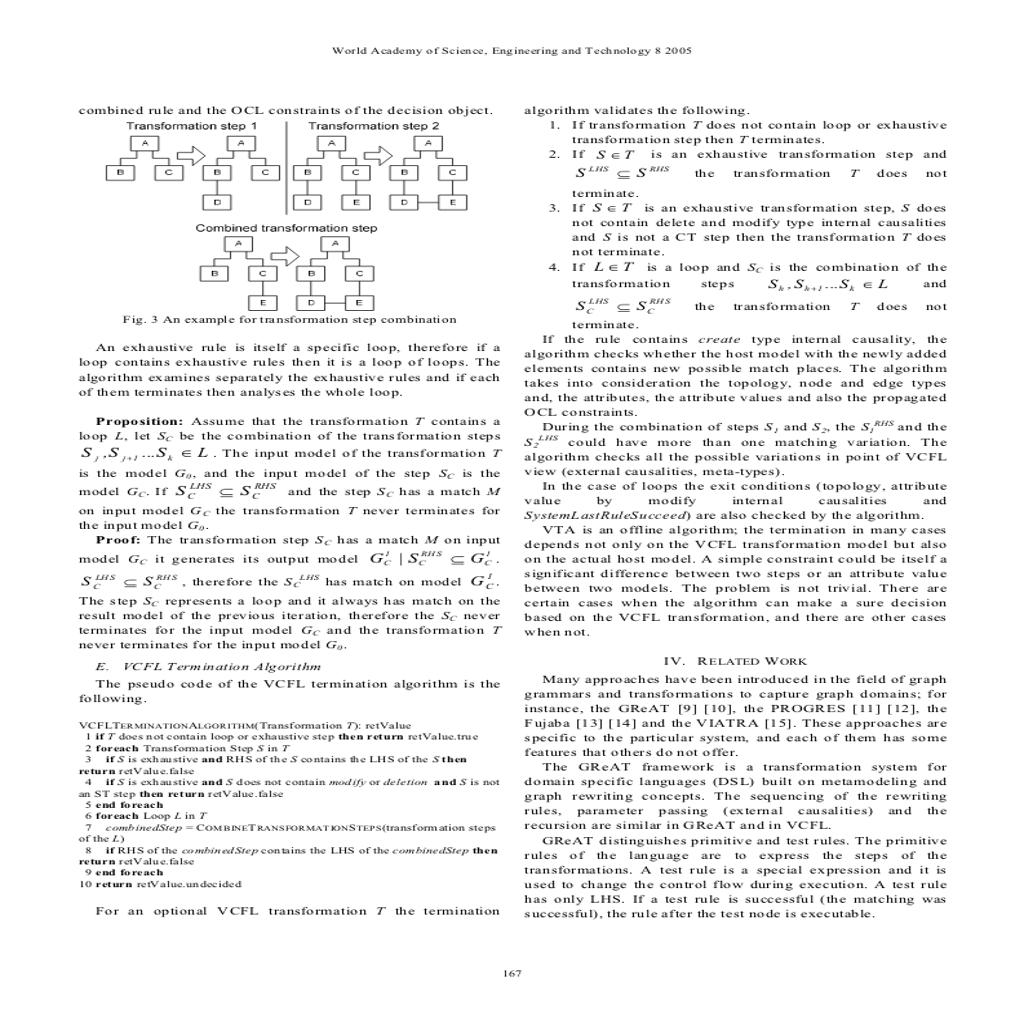 World Academy of Science, Engineering and Technology 8 2005
combined rule and the OCL constraints of the decision object.
Transformation step 1 Transformation step 2
A A A A
B C B C B C B C
D D E D E
Combined transformation step
A A
B C B C
E D E
Fig. 3 An example for transformation step combination
An exhaustive rule is itself a specific loop, therefore if a
loop contains exhaustive rules then it is a loop of loops. The
algorithm examines separately the exhaustive rules and if each
of them terminates then analyses the whole loop.
Proposition: Assume that the transformation T contains a
loop L, let S_C be the combination of the transformation steps
S_j, S_{j+1} ... S_k ∈ L. The input model of the transformation T
is the model G_0, and the input model of the step S_C is the
model G_C. If S_C^{LHS} ⊆ S_C^{RHS} and the step S_C has a match M
on input model G_C the transformation T never terminates for
the input model G_0.
Proof: The transformation step S_C has a match M on input
model G_C it generates its output model G_C^1 | S_C^{RHS} ⊆ G_C^1.
S_C^{LHS} ⊆ S_C^{RHS}, therefore the S_C^{LHS} has match on model G_C^1.
The step S_C represents a loop and it always has match on the
result model of the previous iteration, therefore the S_C never
terminates for the input model G_C and the transformation T
never terminates for the input model G_0.
E. VCFL Termination Algorithm
The pseudo code of the VCFL termination algorithm is the
following.
VCFLTERMINATIONALGORITHM(Transformation T): retValue
1 if T does not contain loop or exhaustive step then return retValue.true
2 foreach Transformation Step S in T
3 if S is exhaustive and RHS of the S contains the LHS of the S then
return retValue.false
4 if S is exhaustive and S does not contain modify or deletion and S is not
an ST step then return retValue.false
5 end foreach
6 foreach Loop L in T
7 combinedStep = COMBINETRANSFORMATIONSTEPS(transformation steps
of the L)
8 if RHS of the combinedStep contains the LHS of the combinedStep then
return retValue.false
9 end foreach
10 return retValue.undecided
For an optional VCFL transformation T the termination
algorithm validates the following.
1. If transformation T does not contain loop or exhaustive
transformation step then T terminates.
2. If S ∈ T is an exhaustive transformation step and
S^{LHS} ⊆ S^{RHS} the transformation T does not
terminate.
3. If S ∈ T is an exhaustive transformation step, S does
not contain delete and modify type internal causalities
and S is not a CT step then the transformation T does
not terminate.
4. If L ∈ T is a loop and S_C is the combination of the
transformation steps S_h, S_{h+1} ... S_k ∈ L and
S_C^{LHS} ⊆ S_C^{RHS} the transformation T does not
terminate.
If the rule contains create type internal causality, the
algorithm checks whether the host model with the newly added
elements contains new possible match places. The algorithm
takes into consideration the topology, node and edge types
and, the attributes, the attribute values and also the propagated
OCL constraints.
During the combination of steps S_1 and S_2, the S_1^{RHS} and the
S_2^{LHS} could have more than one matching variation. The
algorithm checks all the possible variations in point of VCFL
view (external causalities, meta-types).
In the case of loops the exit conditions (topology, attribute
value by modify internal causalities and
SystemLastRuleSucceed) are also checked by the algorithm.
VTA is an offline algorithm; the termination in many cases
depends not only on the VCFL transformation model but also
on the actual host model. A simple constraint could be itself a
significant difference between two steps or an attribute value
between two models. The problem is not trivial. There are
certain cases when the algorithm can make a sure decision
based on the VCFL transformation, and there are other cases
when not.
IV. RELATED WORK
Many approaches have been introduced in the field of graph
grammars and transformations to capture graph domains; for
instance, the GReAT [9] [10], the PROGRES [11] [12], the
Fujaba [13] [14] and the VIATRA [15]. These approaches are
specific to the particular system, and each of them has some
features that others do not offer.
The GReAT framework is a transformation system for
domain specific languages (DSL) built on metamodeling and
graph rewriting concepts. The sequencing of the rewriting
rules, parameter passing (external causalities) and the
recursion are similar in GReAT and in VCFL.
GReAT distinguishes primitive and test rules. The primitive
rules of the language are to express the steps of the
transformations. A test rule is a special expression and it is
used to change the control flow during execution. A test rule
has only LHS. If a test rule is successful (the matching was
successful), the rule after the test node is executable.
167